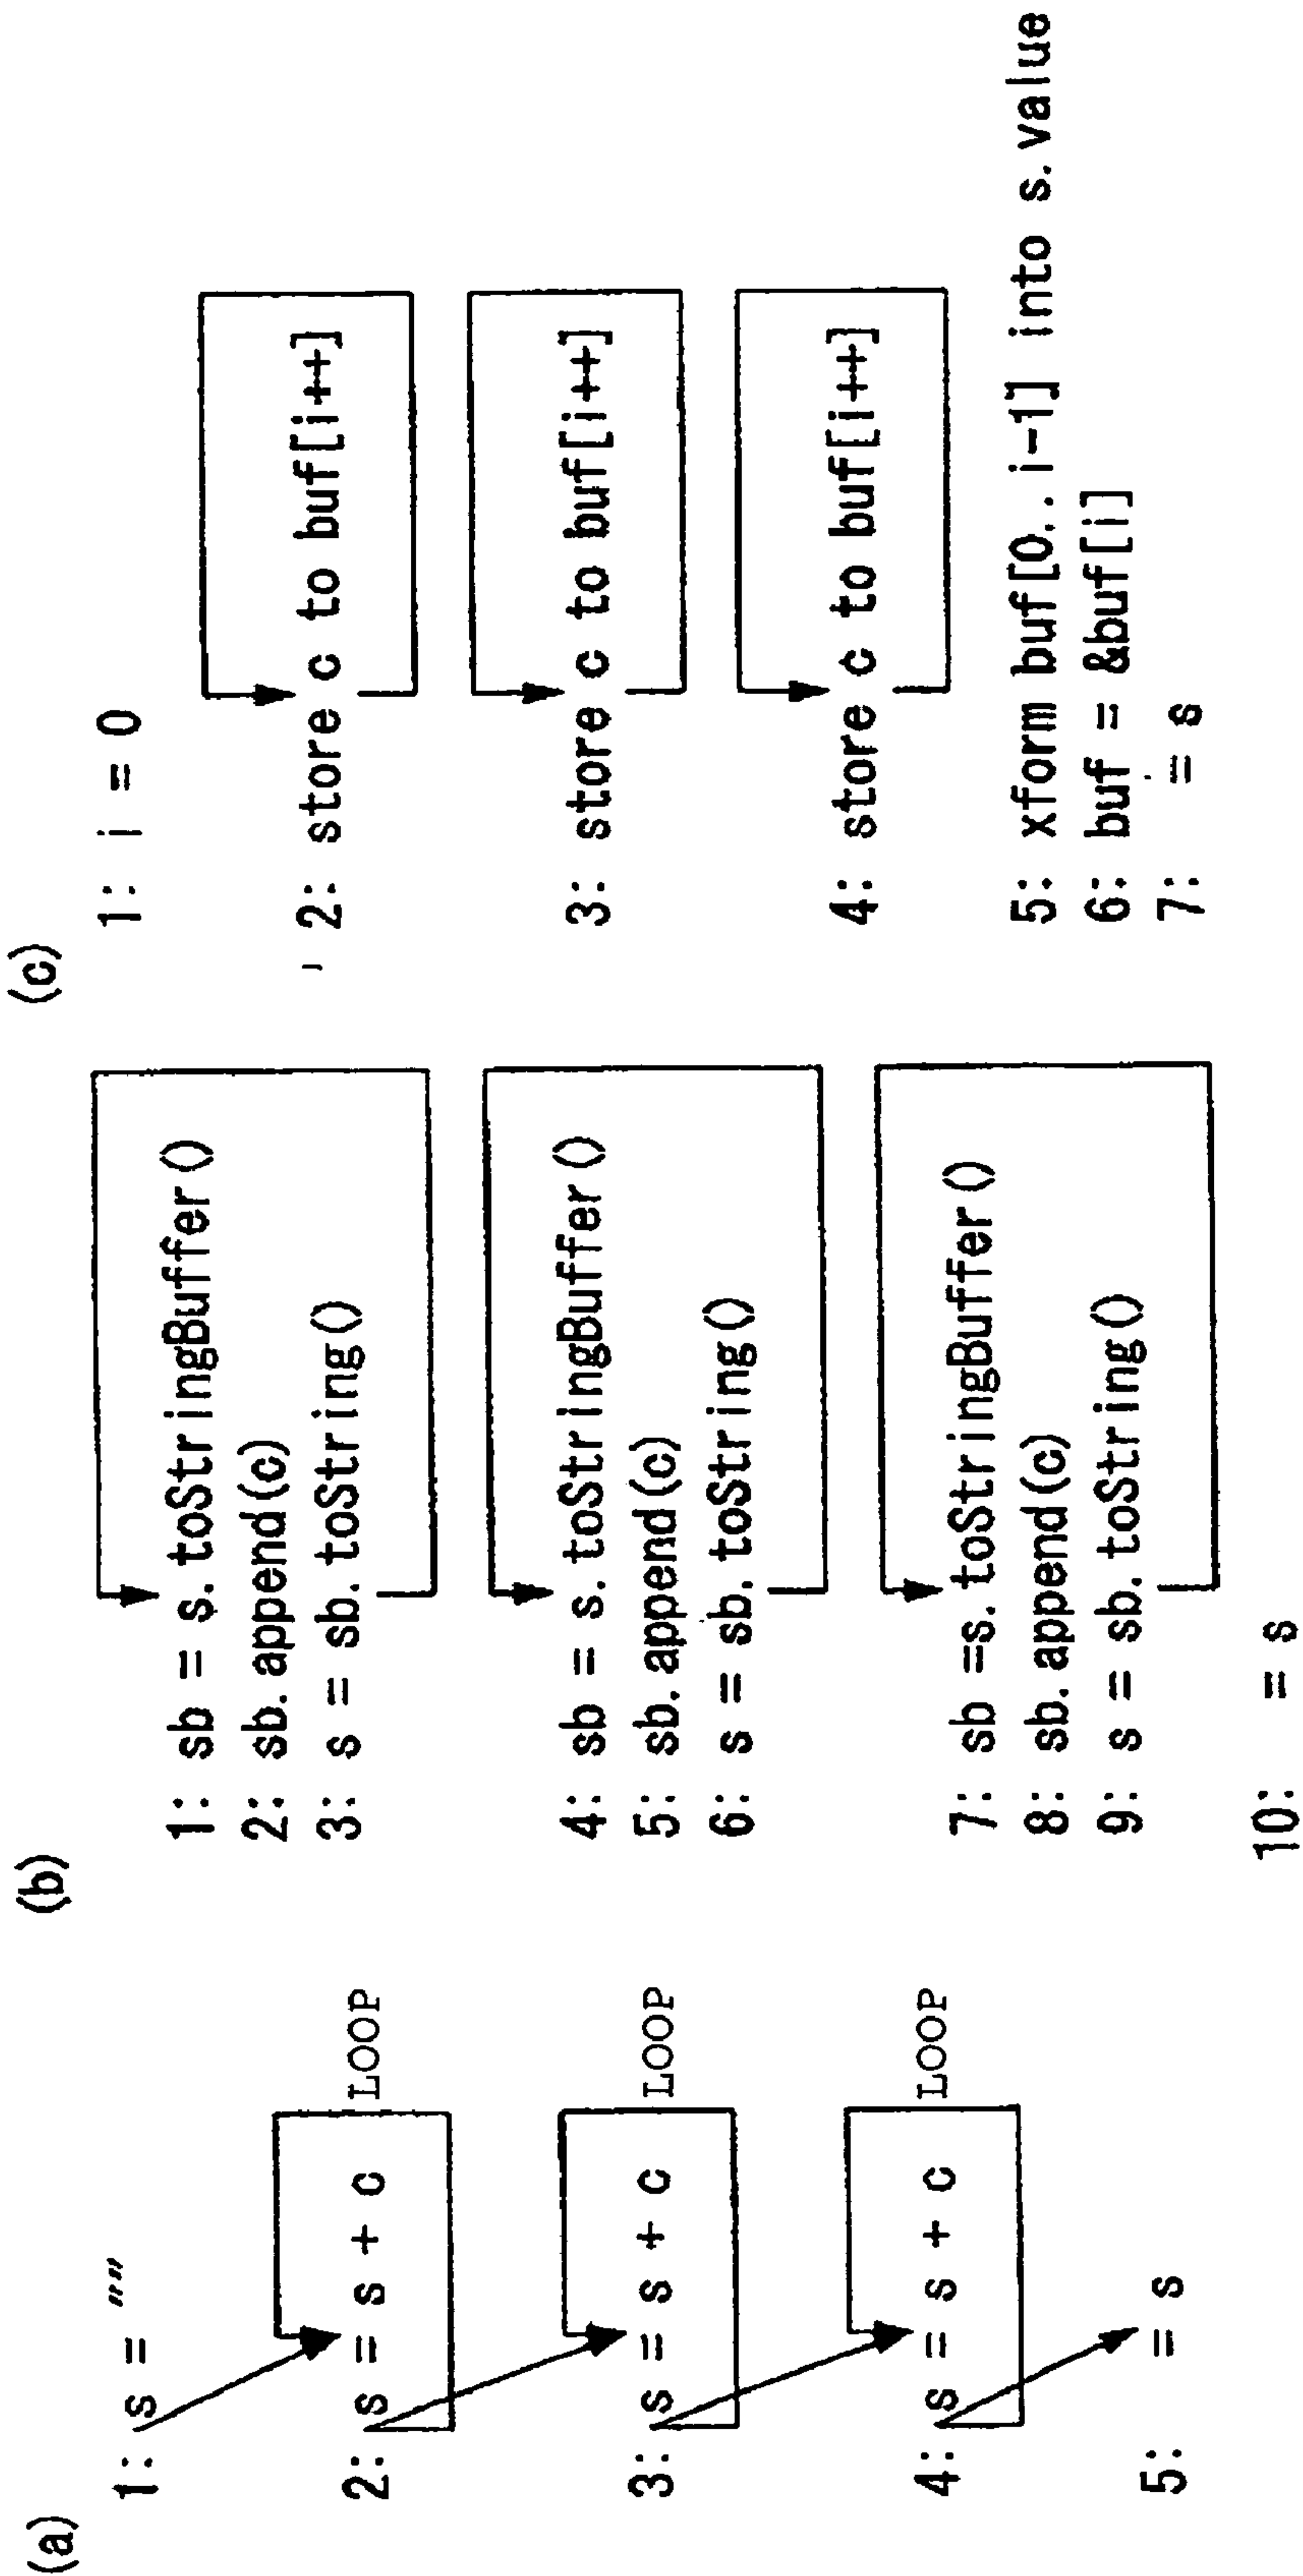 (a)
1: s = ""
2: s = s + c LOOP
3: s = s + c LOOP
4: s = s + c LOOP
5: = s
(b)
1: sb = s.toStringBuffer()
2: sb.append(c)
3: s = sb.toString()
4: sb = s.toStringBuffer()
5: sb.append(c)
6: s = sb.toString()
7: sb =s.toStringBuffer()
8: sb.append(c)
9: s = sb.toString()
10: = s
(c)
1: i = 0
2: store c to buf[i++]
3: store c to buf[i++]
4: store c to buf[i++]
5: xform buf[0..i-1] into s.value
6: buf = &buf[i]
7: = s